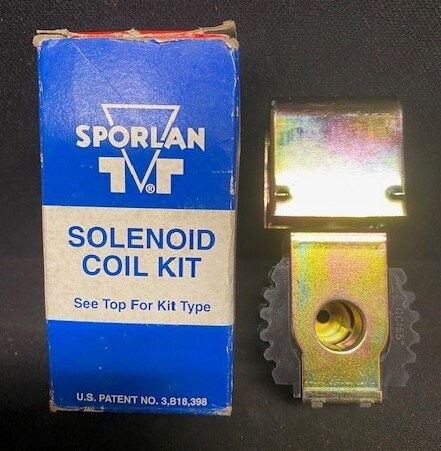 SPORLAN
®
SOLENOID
COIL KIT
See Top For Kit Type
U.S. PATENT NO. 3,818,398